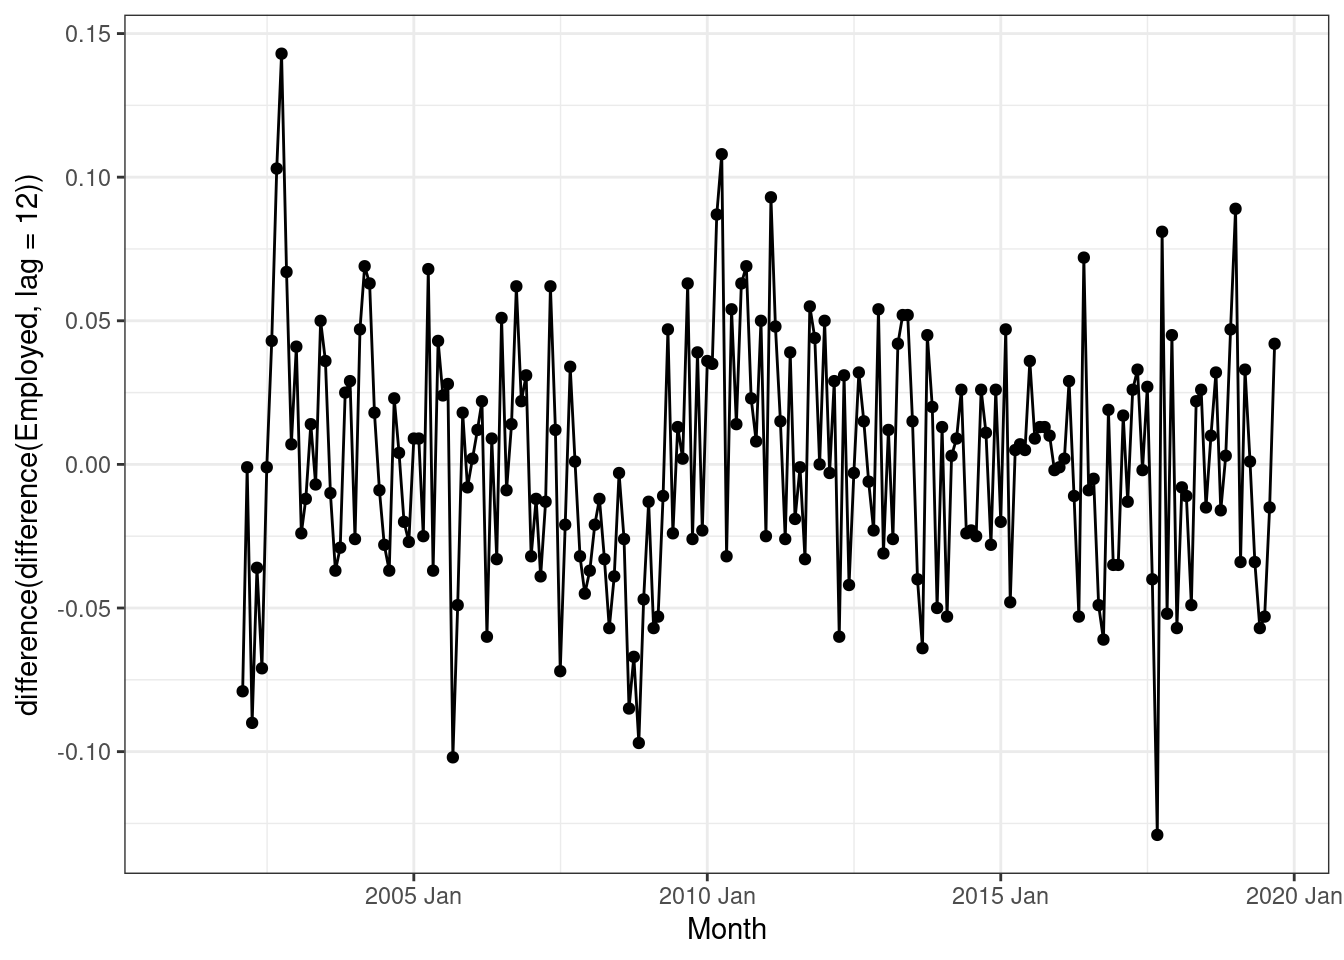 difference(difference(Employed, lag = 12))
0.15
0.10
0.05
0.00
-0.05
-0.10
2005 Jan
2010 Jan
2015 Jan
2020 Jan
Month